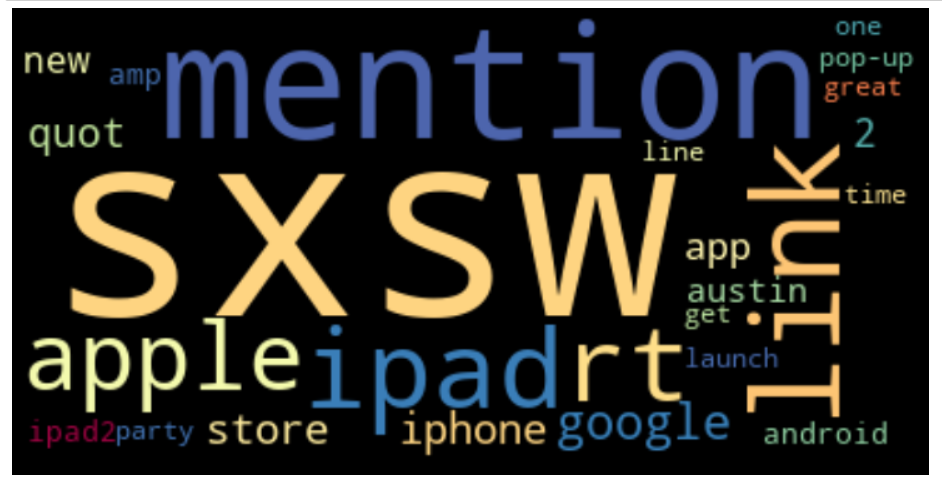 new
amp
mention
one
pop-up
great
quot
2
line
sxsw
link
time
app
austin
get
apple
ipad
rt
launch
ipad2
party
store
iphone
google
android